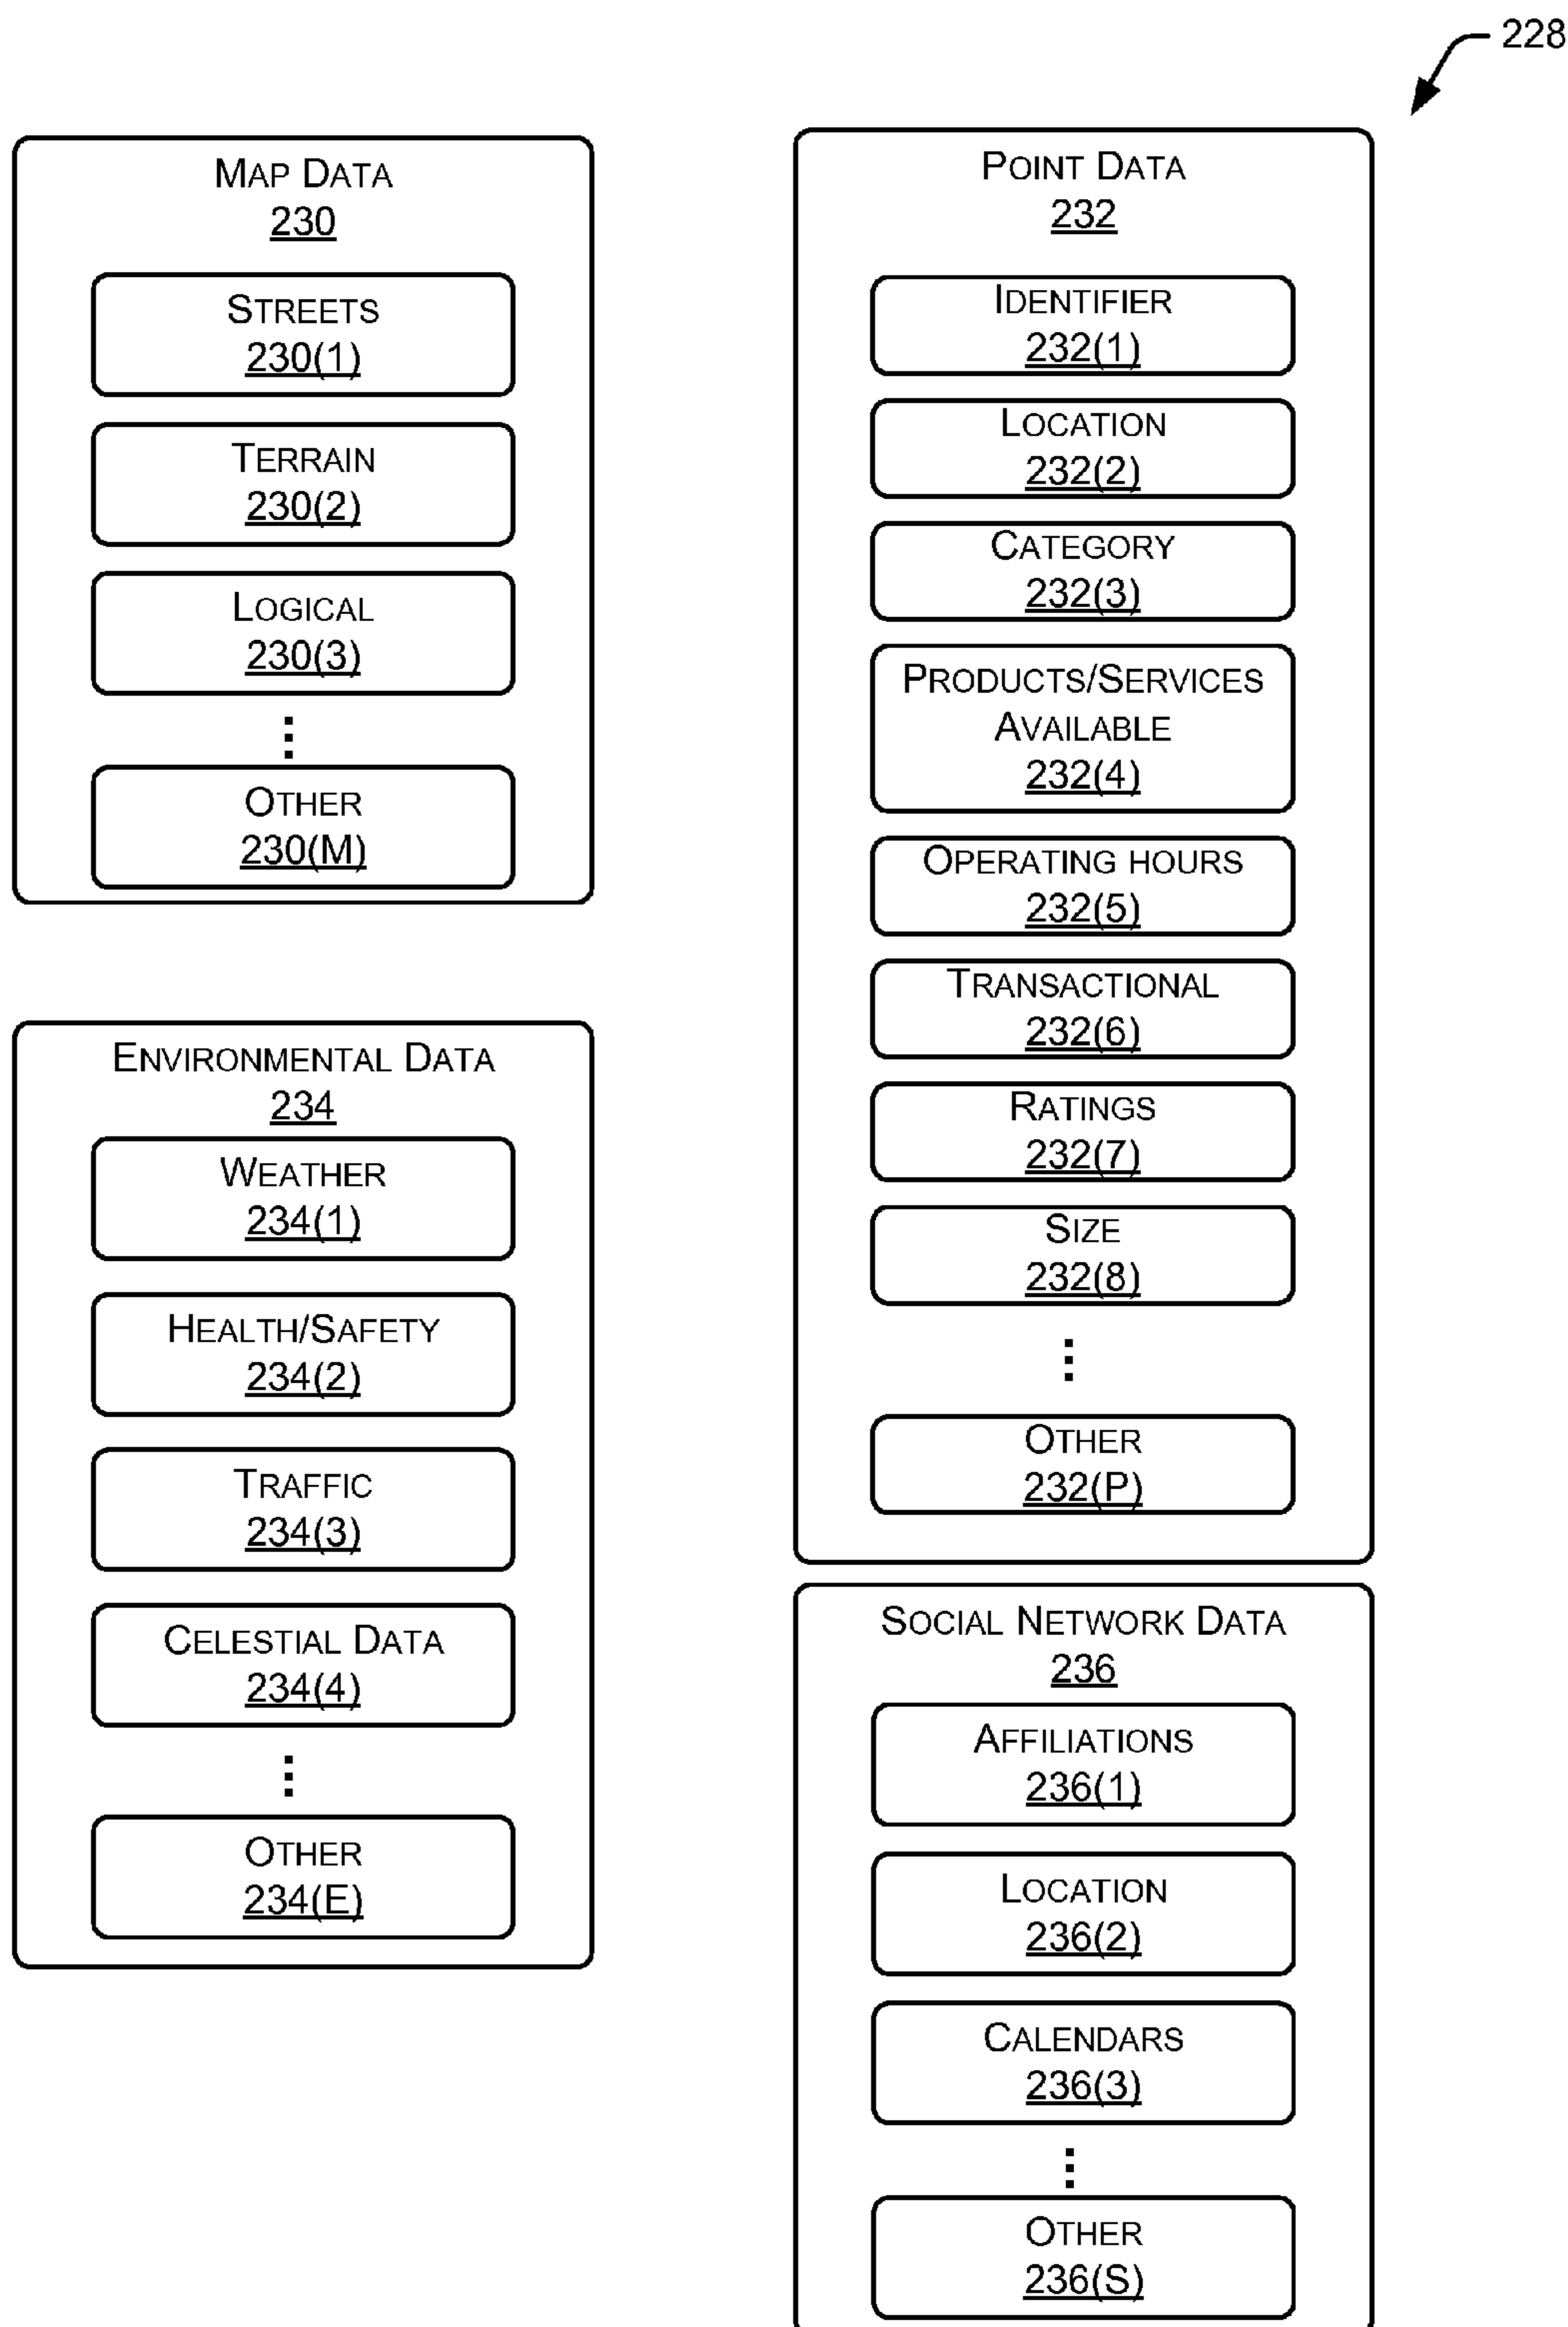 228
MAP DATA
230
STREETS
230(1)
TERRAIN
230(2)
LOGICAL
230(3)
OTHER
230(M)
ENVIRONMENTAL DATA
234
WEATHER
234(1)
HEALTH/SAFETY
234(2)
TRAFFIC
234(3)
CELESTIAL DATA
234(4)
OTHER
234(E)
POINT DATA
232
IDENTIFIER
232(1)
LOCATION
232(2)
CATEGORY
232(3)
PRODUCTS/SERVICES
AVAILABLE
232(4)
OPERATING HOURS
232(5)
TRANSACTIONAL
232(6)
RATINGS
232(7)
SIZE
232(8)
OTHER
232(P)
SOCIAL NETWORK DATA
236
AFFILIATIONS
236(1)
LOCATION
236(2)
CALENDARS
236(3)
OTHER
236(S)